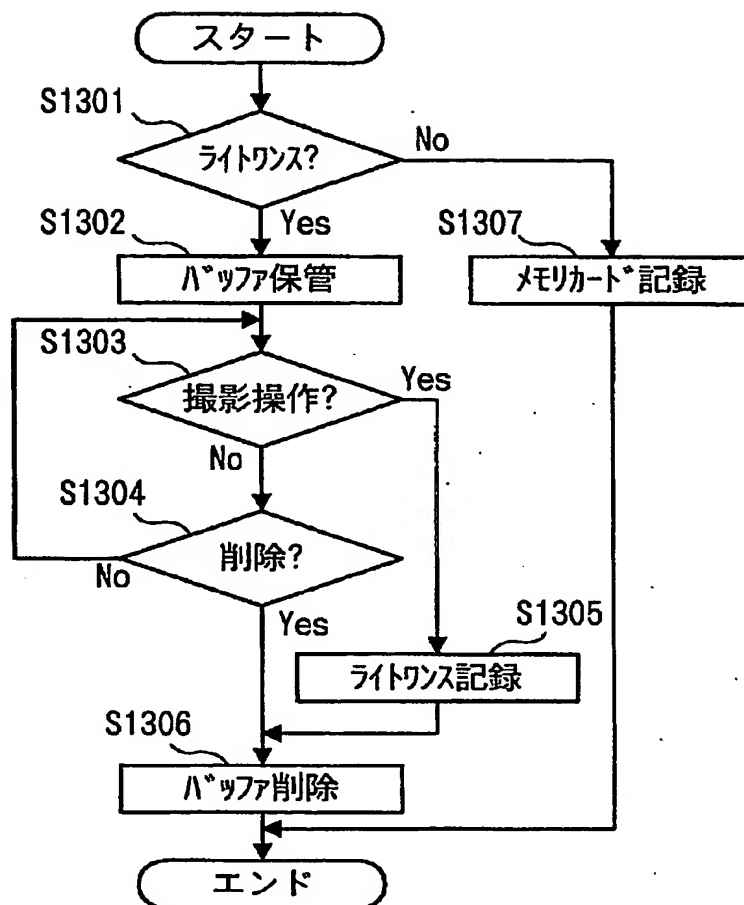 スタート
S1301
ﾗｲﾄﾜﾝｽ?
No
Yes
S1302
ﾊﾞｯﾌｧ保管
S1307
ﾒﾓﾘｶｰﾄﾞ記録
S1303
撮影操作?
Yes
No
S1304
削除?
No
Yes
S1305
ﾗｲﾄﾜﾝｽ記録
S1306
ﾊﾞｯﾌｧ削除
エンド